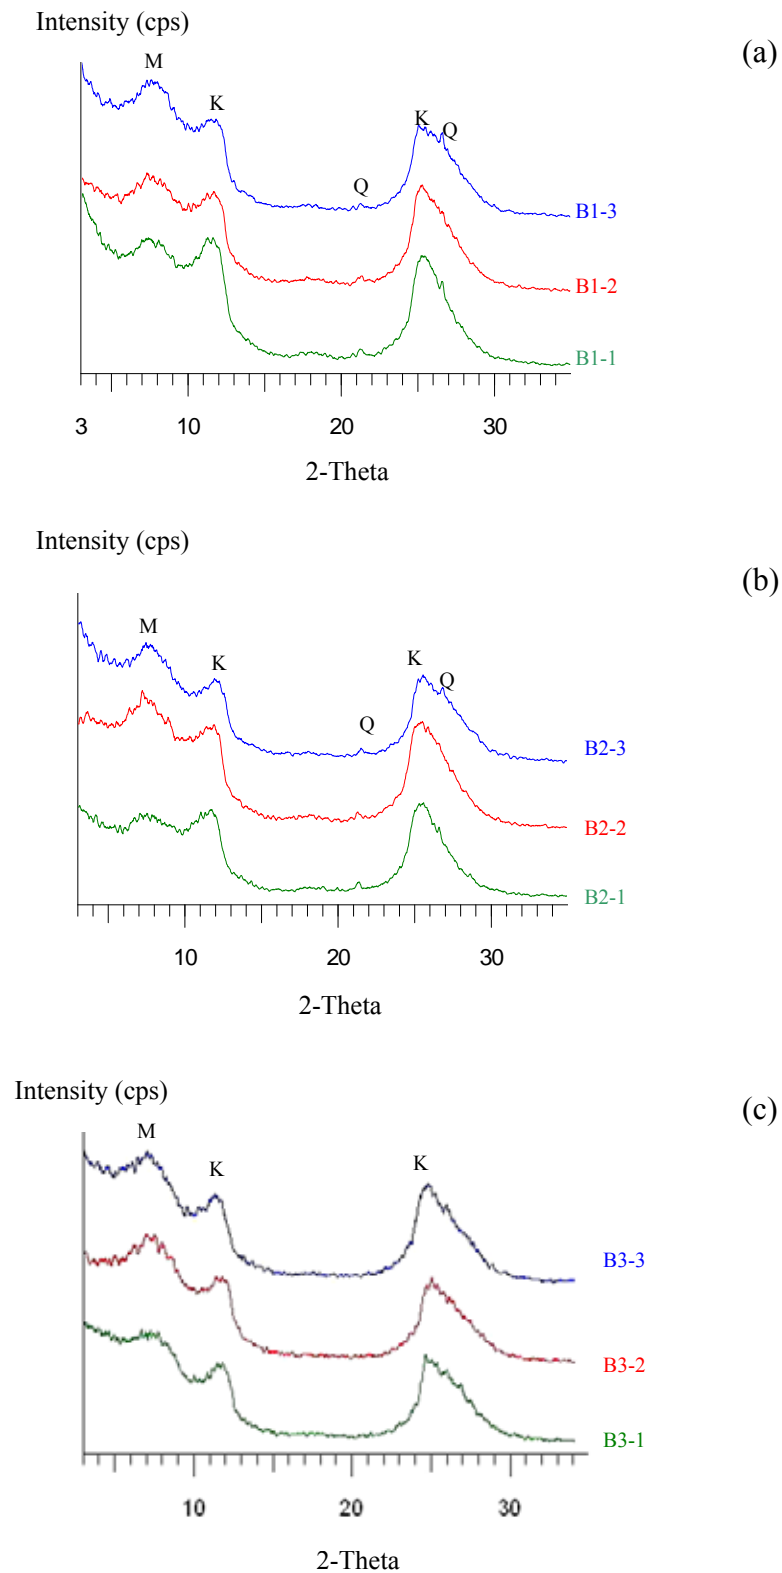 Intensity (cps)
(a)
M
K
K
Q
Q
B1-3
B1-2
B1-1
3 10 20 30
2-Theta
Intensity (cps)
(b)
M
K
K
Q
Q
B2-3
B2-2
B2-1
10 20 30
2-Theta
Intensity (cps)
(c)
M
K
K
B3-3
B3-2
B3-1
10 20 30
2-Theta